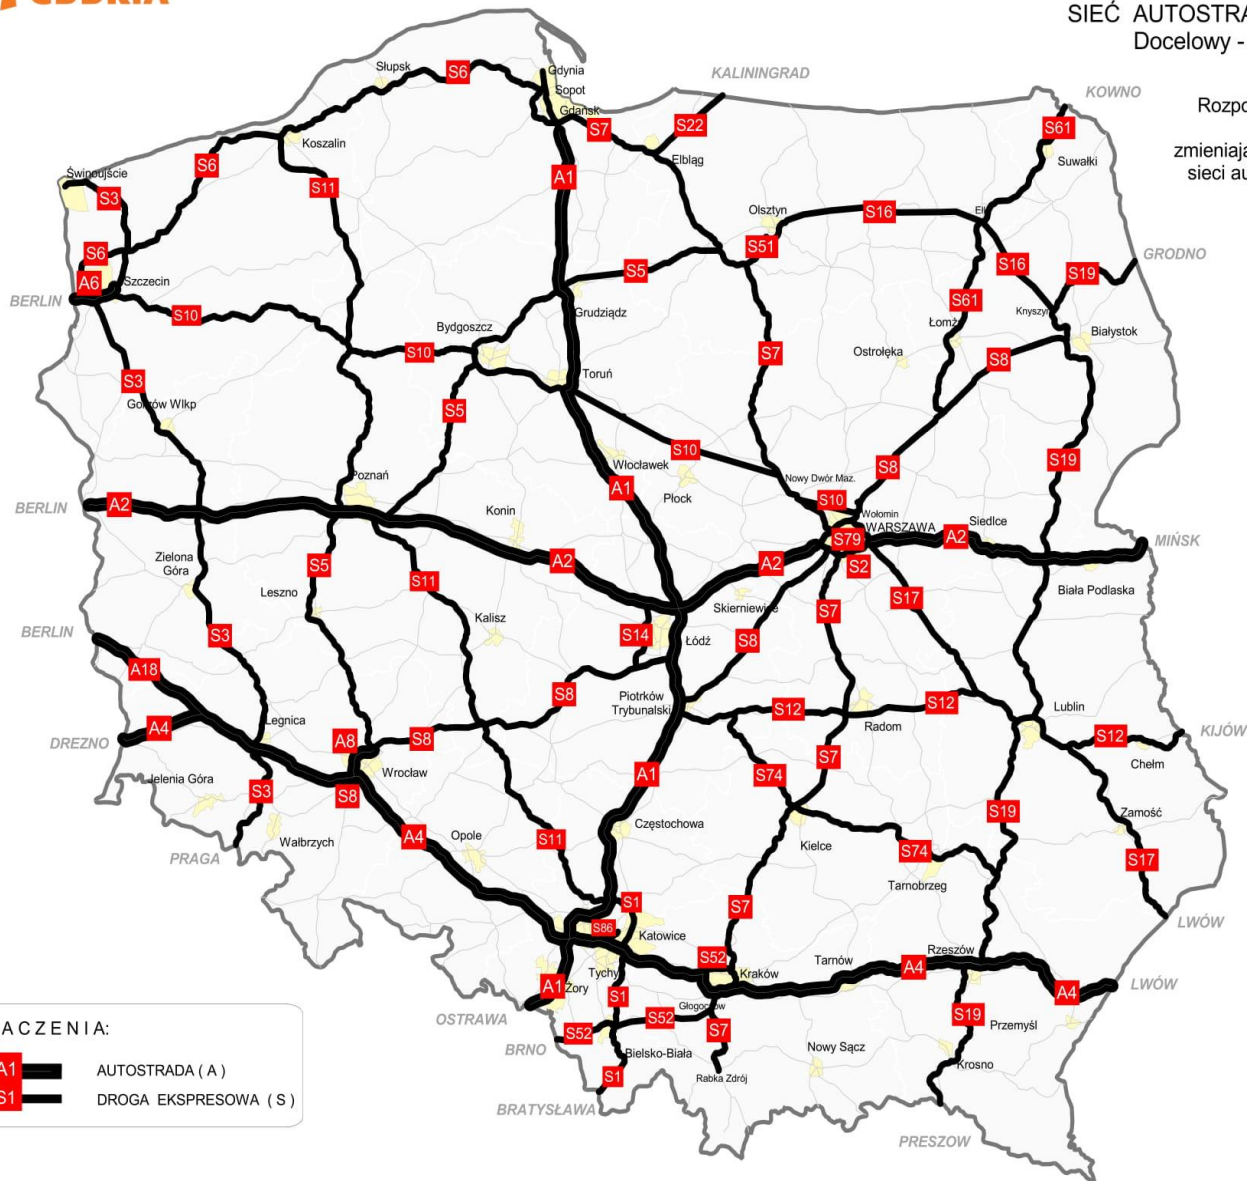 SIEĆ AUTOSTRA
Docelowy -
KALININGRAD
KOWNO
Rozpo
zmieniają
sieci au
Słupsk
S6
Gdynia
Sopot
Gdańsk
S7
S22
S61
Koszalin
Elbląg
Suwałki
S6
S11
A1
Świnoujście
S3
Olsztyn
S16
Ełk
S51
S6
S5
S16
S19
GRODNO
A6
Szczecin
BERLIN
S10
Grudziądz
S61
Knyszyn
Bydgoszcz
Łomża
Białystok
S10
S7
Ostrołęka
S8
S3
Toruń
Gorzów Wlkp
S5
S10
Włocławek
S19
S8
Poznań
A1
Płock
Nowy Dwór Maz.
BERLIN
A2
Konin
S10
Wołomin
WARSZAWA
Siedlce
S79
A2
MIŃSK
Zielona
Góra
S5
A2
A2
S2
Leszno
S11
Skierniewice
S7
S17
Biała Podlaska
Kalisz
BERLIN
S3
S14
Łódź
S8
A18
S8
Piotrków
Trybunalski
S12
S12
Legnica
Radom
Lublin
A4
DREZNO
A8
S8
S12
KIJÓW
Wrocław
S7
Chełm
Jelenia Góra
S3
S8
A1
S74
S19
Zamość
Wałbrzych
Opole
A4
S11
Częstochowa
Kielce
PRAGA
S74
S17
Tarnobrzeg
S1
S7
S86
LWÓW
Katowice
S52
Tarnów
Rzeszów
A4
Tychy
Kraków
A1
Żory
S1
Głogoczów
A4
LWÓW
OSTRAWA
S52
S52
S7
S19
Przemyśl
BRNO
Bielsko-Biała
Nowy Sącz
Krosno
S1
Rabka Zdrój
BRATYSŁAWA
PRESZOW
ACZENIA:
A1
AUTOSTRADA ( A )
S1
DROGA EKSPRESOWA ( S )